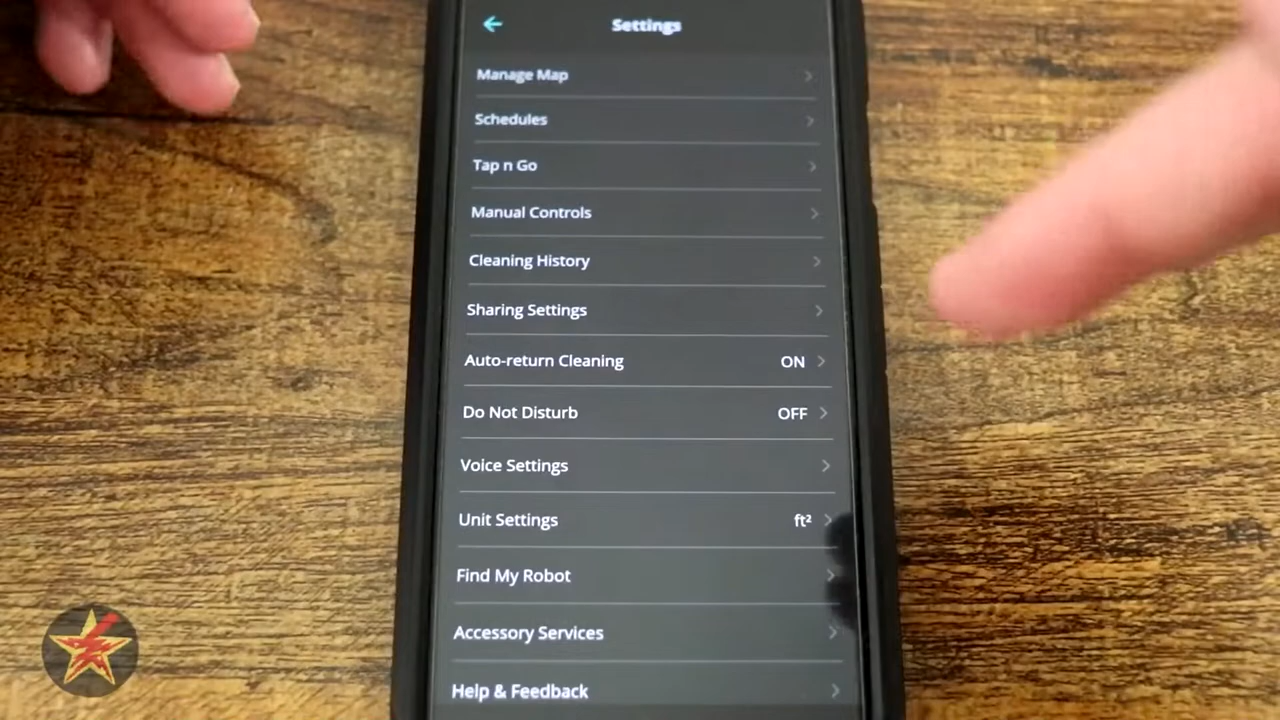 Settings
Manage Map
Schedules
Tap n Go
Manual Controls
Cleaning History
Sharing Settings
Auto-return Cleaning ON
Do Not Disturb OFF
Voice Settings
Unit Settings ft²
Find My Robot
Accessory Services
Help & Feedback